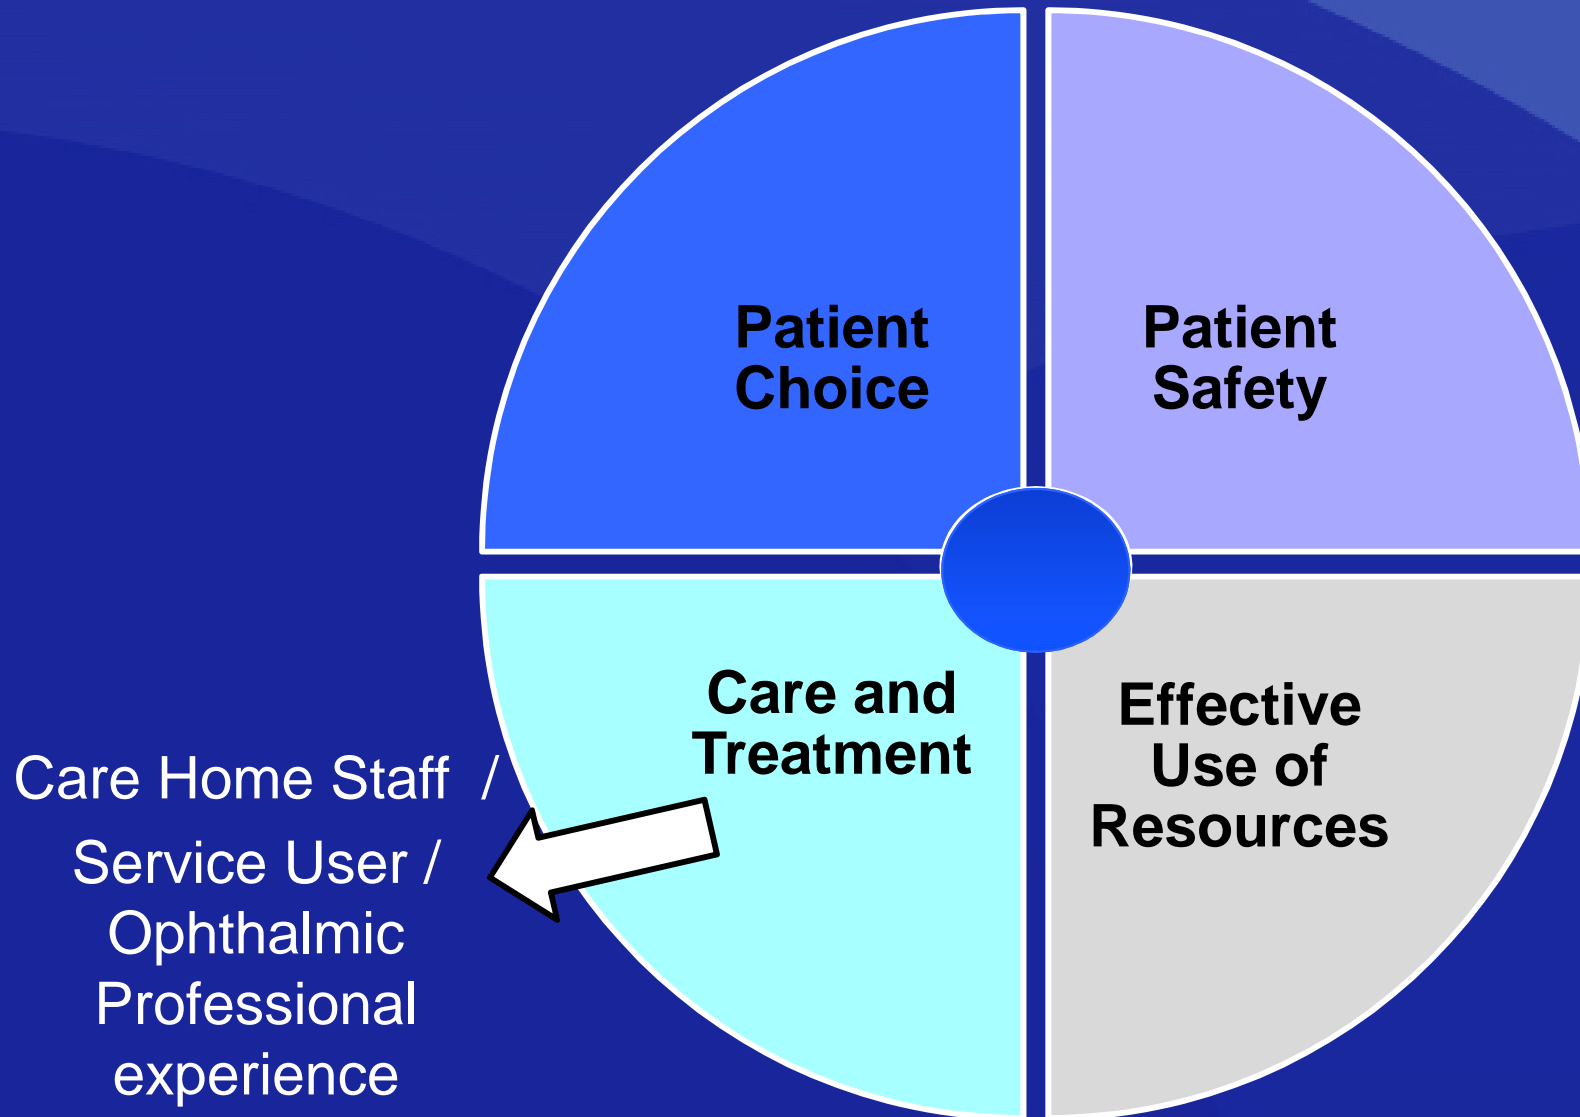 Patient
Choice
Patient
Safety
Care and
Treatment
Effective
Use of
Resources
Care Home Staff /
Service User /
Ophthalmic
Professional
experience